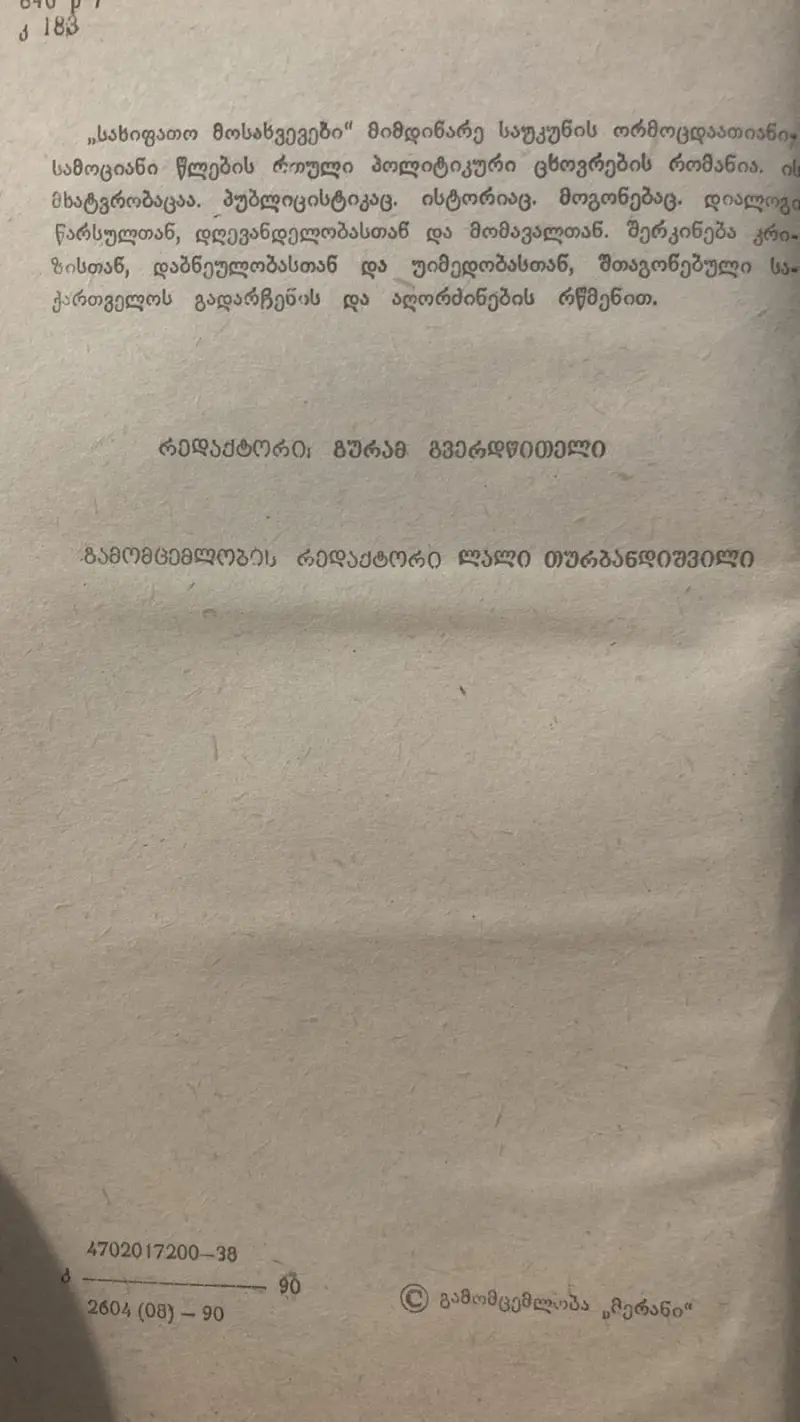 კ 183
„სახიფათო მოსახვევები“ მიმდინარე საუკუნის ორმოცდაათიანი-
სამოციანი წლების რთული პოლიტიკური ცხოვრების რომანია. ის
მხატვრობაცაა. პუბლიცისტიკაც. ისტორიაც. მოგონებაც. დიალოგი
წარსულთან, დღევანდელობასთან და მომავალთან. შერკინება კრი-
ზისთან, დაბნეულობასთან და უიმედობასთან, შთაგონებული სა-
ქართველოს გადარჩენის და აღორძინების რწმენით.
რედაქტორი: გურამ გვერდწითელი
გამომცემლობის რედაქტორი ლალი თურბანდიშვილი
4702017200—38
კ ———— 90
2604 (08) — 90
© გამომცემლობა „მერანი“